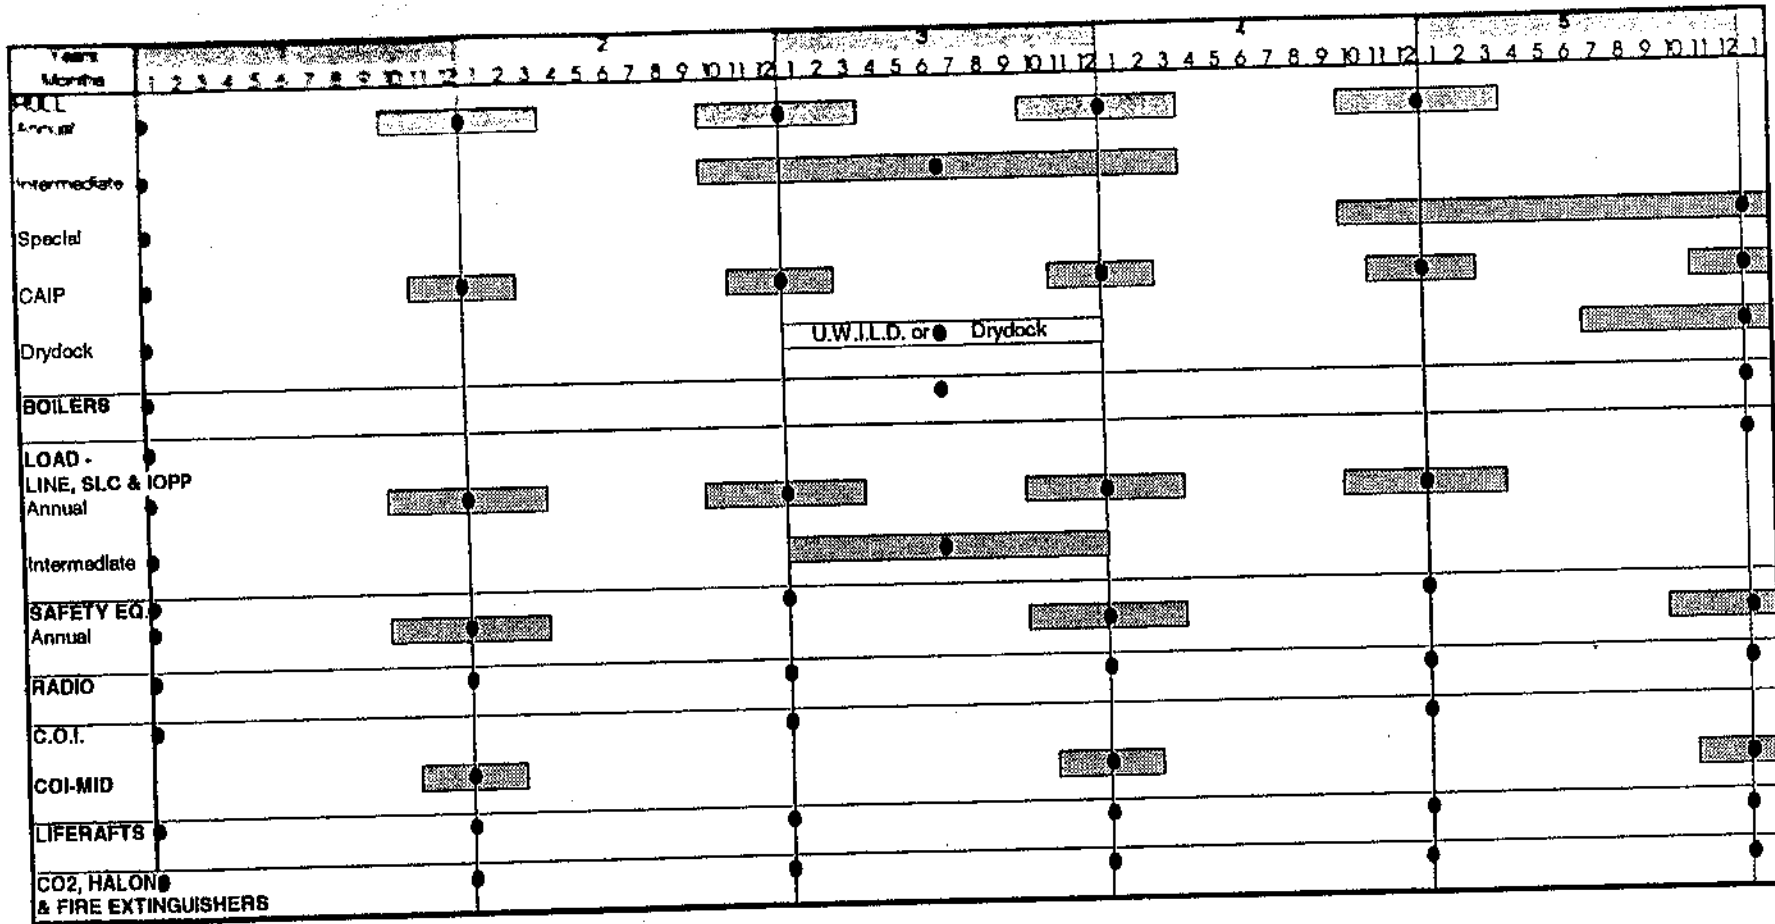 Years 2 3 4 5
Months 1 2 3 4 5 6 7 8 9 10 11 12 1 2 3 4 5 6 7 8 9 10 11 12 1 2 3 4 5 6 7 8 9 10 11 12 1 2 3 4 5 6 7 8 9 10 11 12 1 2 3 4 5 6 7 8 9 10 11 12 1
HULL
Annual
Intermediate
Special
CAIP
U.W.I.L.D. or Drydock
Drydock
BOILERS
LOAD -
LINE, SLC & IOPP
Annual
Intermediate
SAFETY EQ.
Annual
RADIO
C.O.I.
COI-MID
LIFERAFTS
CO2, HALON
& FIRE EXTINGUISHERS